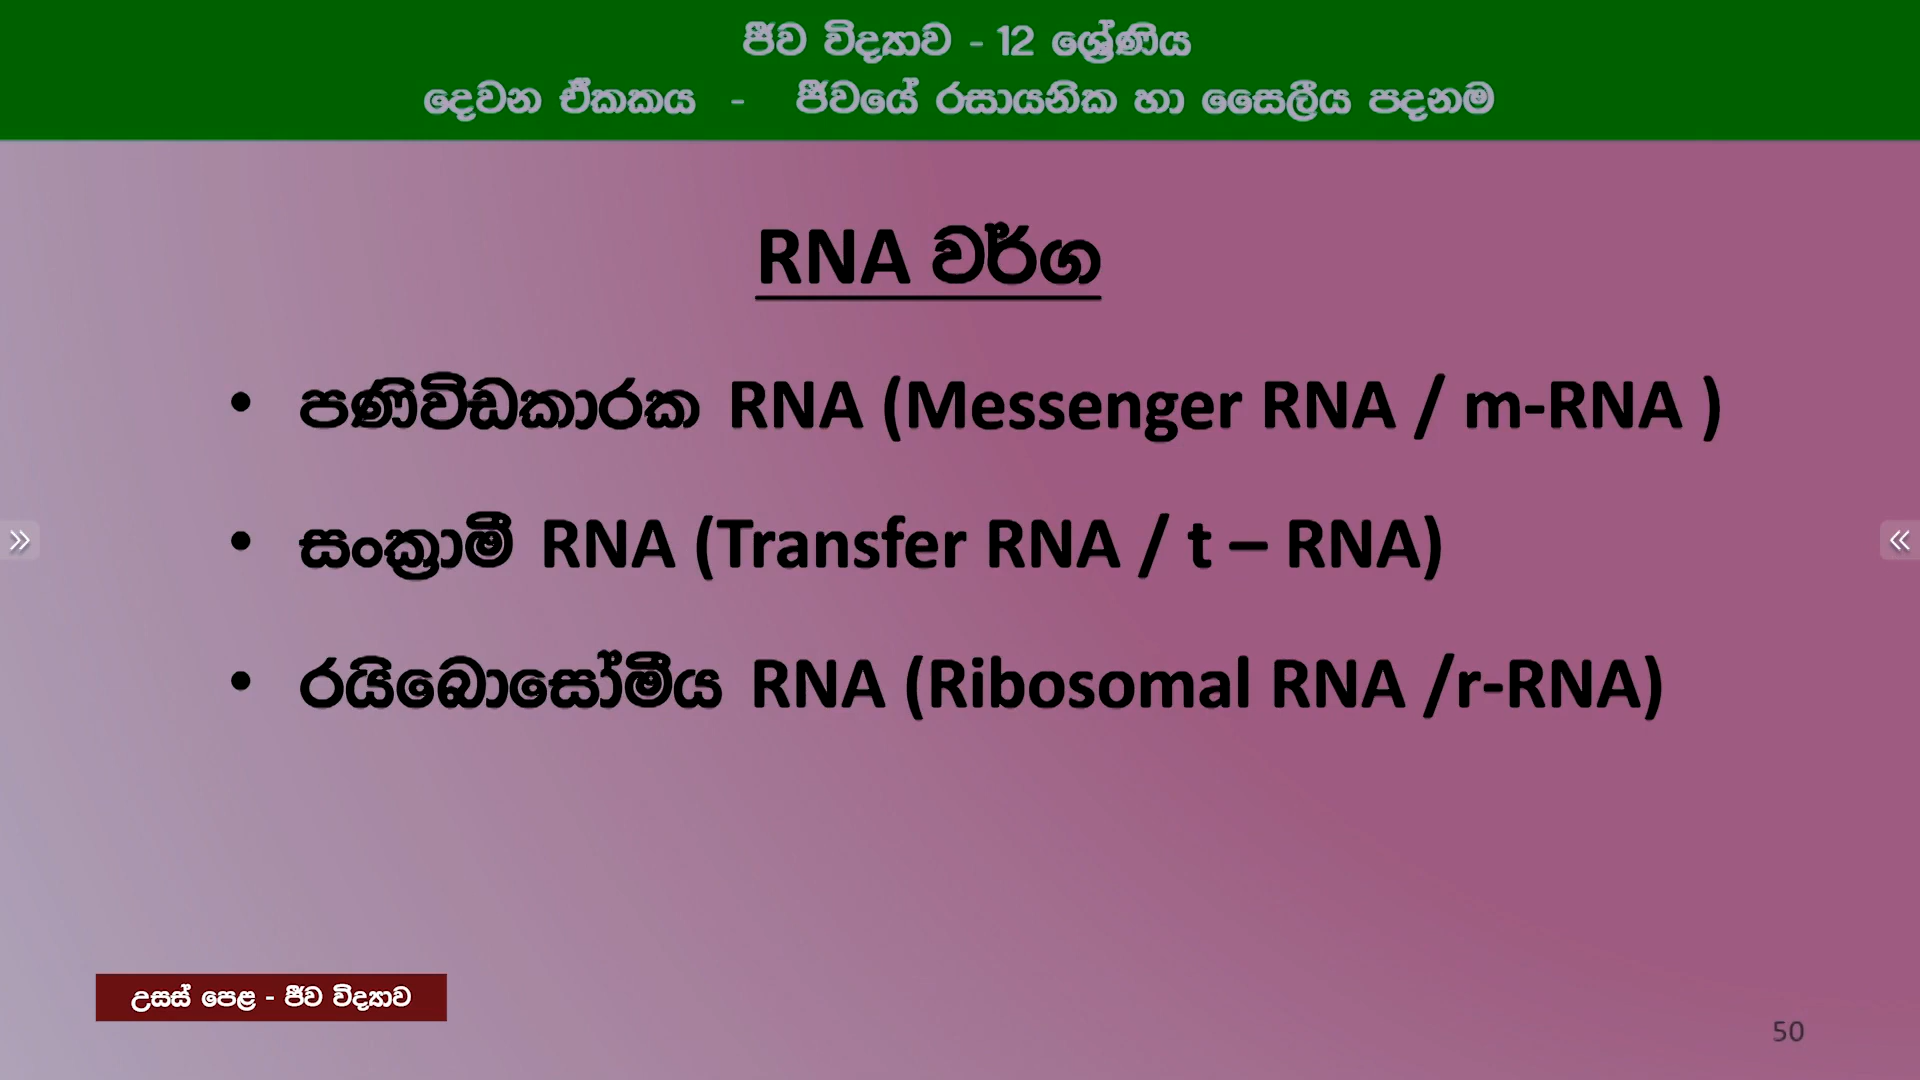 ජීව විද්‍යාව - 12 ශ්‍රේණිය
දෙවන ඒකකය - ජීවයේ රසායනික හා සෛලීය පදනම
RNA වර්ග
• පණිවිඩකාරක RNA (Messenger RNA / m-RNA )
• සංක්‍රාමී RNA (Transfer RNA / t – RNA)
• රයිබොසෝමීය RNA (Ribosomal RNA /r-RNA)
උසස් පෙළ - ජීව විද්‍යාව
50